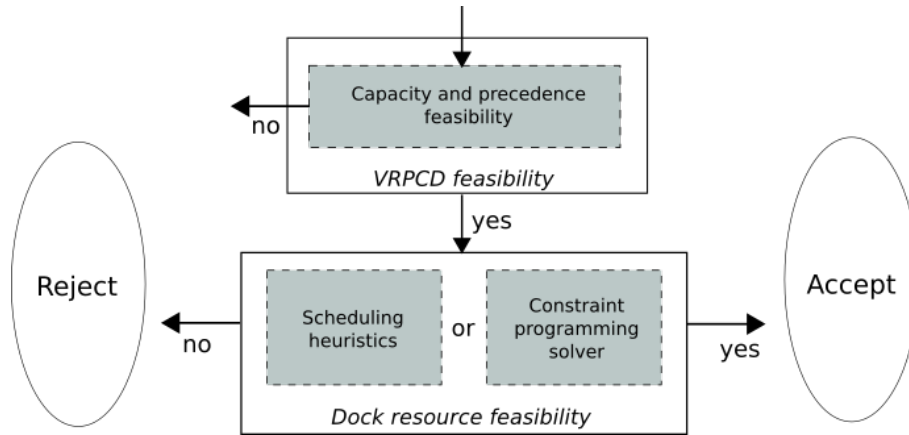 Capacity and precedence
feasibility
no
VRPCD feasibility
yes
Reject
Scheduling
heuristics
or
Constraint
programming
solver
Accept
no
yes
Dock resource feasibility